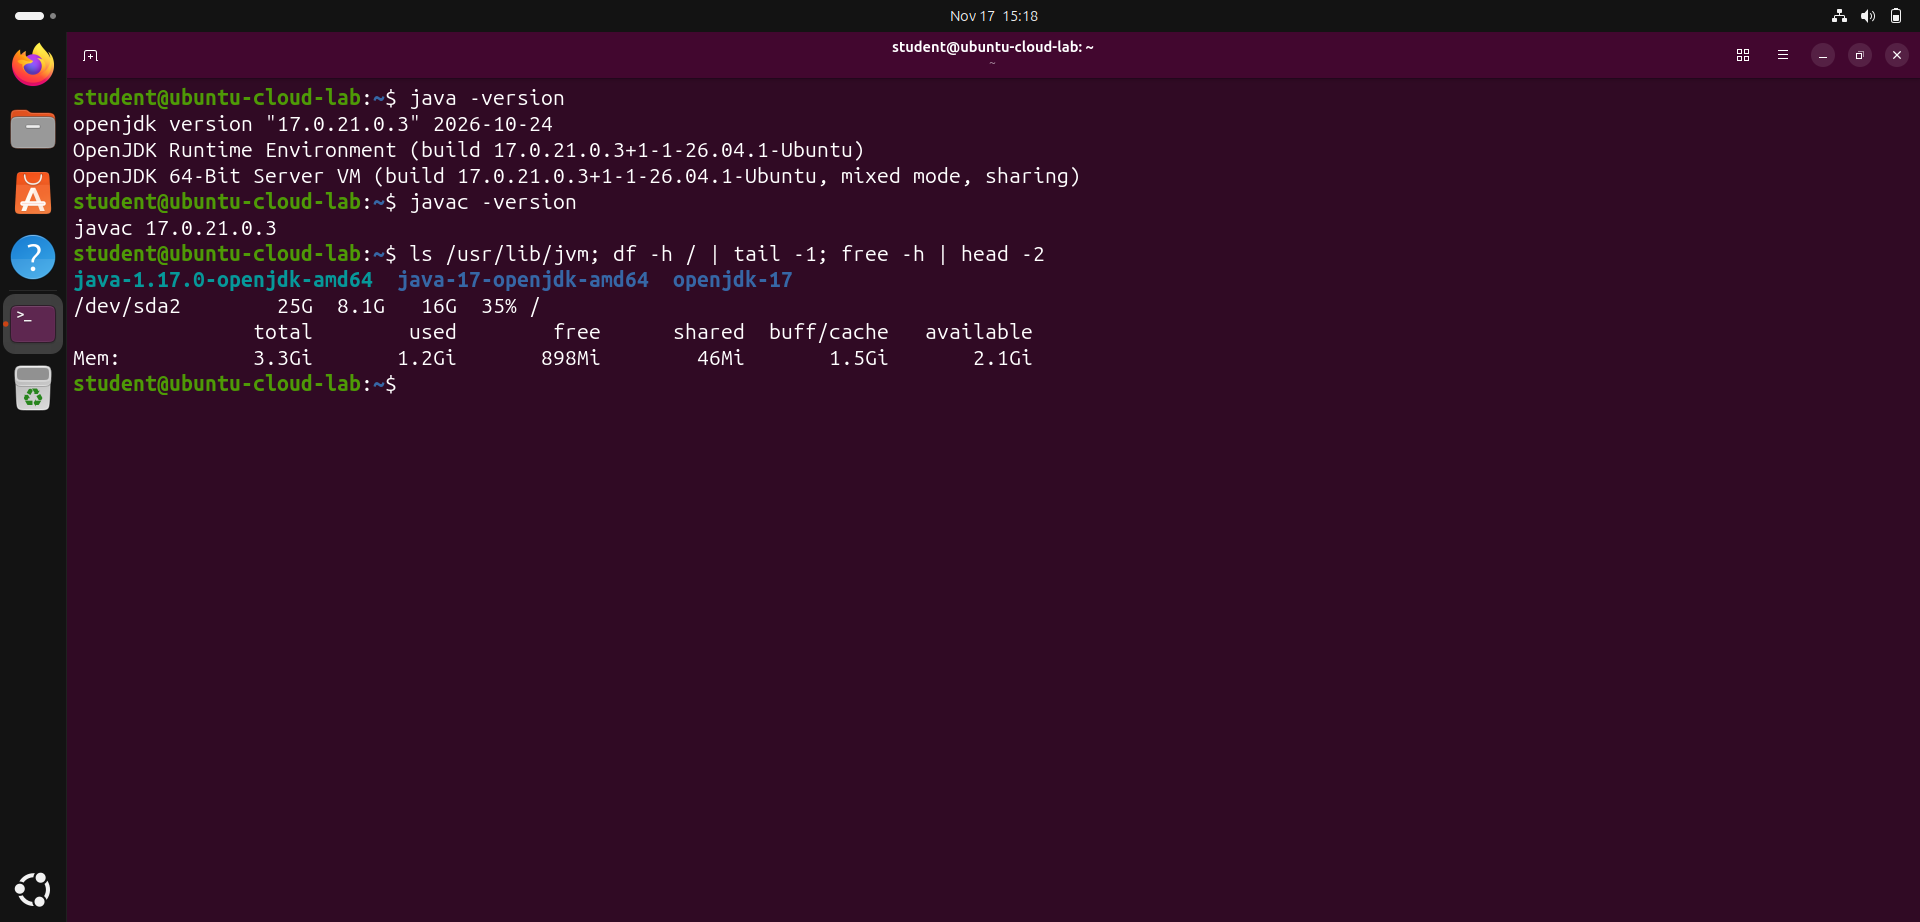 Nov 17 15:18
student@ubuntu-cloud-lab: ~
~
student@ubuntu-cloud-lab:~$ java -version
openjdk version "17.0.21.0.3" 2026-10-24
OpenJDK Runtime Environment (build 17.0.21.0.3+1-1-26.04.1-Ubuntu)
OpenJDK 64-Bit Server VM (build 17.0.21.0.3+1-1-26.04.1-Ubuntu, mixed mode, sharing)
student@ubuntu-cloud-lab:~$ javac -version
javac 17.0.21.0.3
student@ubuntu-cloud-lab:~$ ls /usr/lib/jvm; df -h / | tail -1; free -h | head -2
java-1.17.0-openjdk-amd64  java-17-openjdk-amd64  openjdk-17
/dev/sda2        25G  8.1G   16G  35% /
               total        used        free      shared  buff/cache   available
Mem:           3.3Gi       1.2Gi       898Mi        46Mi       1.5Gi       2.1Gi
student@ubuntu-cloud-lab:~$